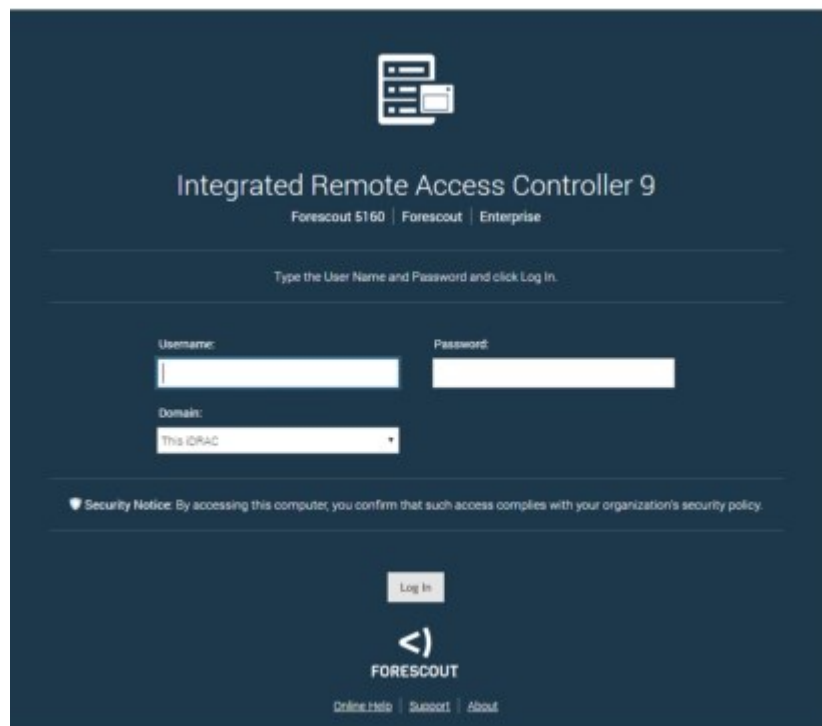 Integrated Remote Access Controller 9
Forescout 5160 | Forescout | Enterprise
Type the User Name and Password and click Log In.
Username: Password:
Domain:
This iDRAC
Security Notice: By accessing this computer, you confirm that such access complies with your organization's security policy.
Log In
FORESCOUT
Online Help | Support | About